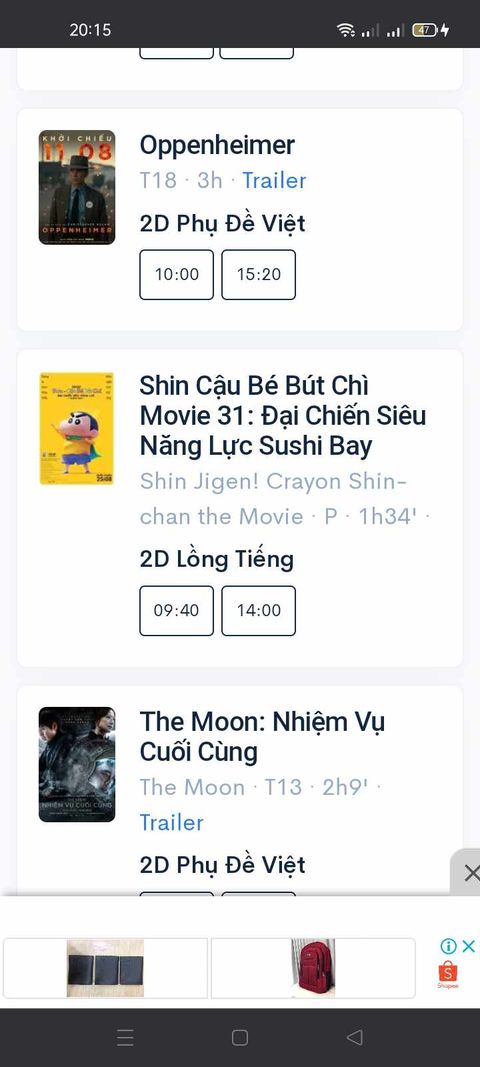 20:15
47
KHỞI CHIẾU
11 08
OPPENHEIMER
Oppenheimer
T18 · 3h · Trailer
2D Phụ Đề Việt
10:00 15:20
25/08
Shin Cậu Bé Bút Chì
Movie 31: Đại Chiến Siêu
Năng Lực Sushi Bay
Shin Jigen! Crayon Shin-
chan the Movie · P · 1h34' ·
2D Lồng Tiếng
09:40 14:00
NHIỆM VỤ CUỐI CÙNG
The Moon: Nhiệm Vụ
Cuối Cùng
The Moon · T13 · 2h9' ·
Trailer
2D Phụ Đề Việt
Shopee